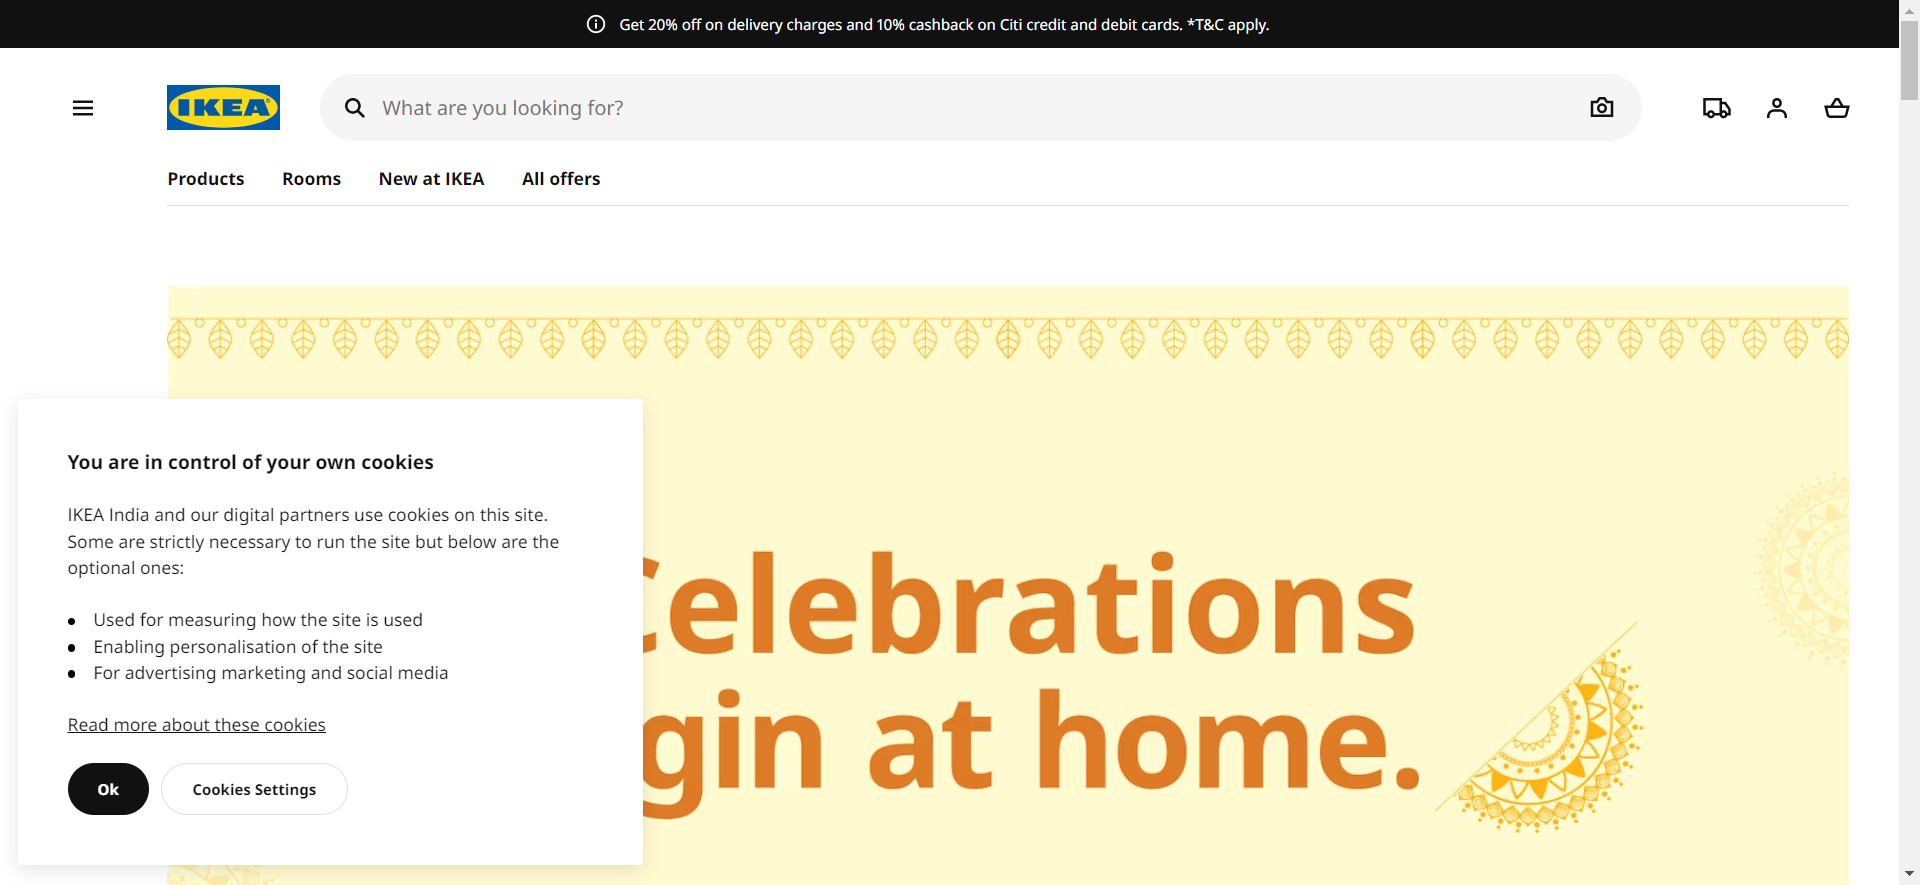 Get 20% off on delivery charges and 10% cashback on Citi credit and debit cards. *T&C apply.
IKEA
What are you looking for?
Products
Rooms
New at IKEA
All offers
Celebrations
gin at home.
You are in control of your own cookies
IKEA India and our digital partners use cookies on this site.
Some are strictly necessary to run the site but below are the
optional ones:
Used for measuring how the site is used
Enabling personalisation of the site
For advertising marketing and social media
Read more about these cookies
Ok
Cookies Settings